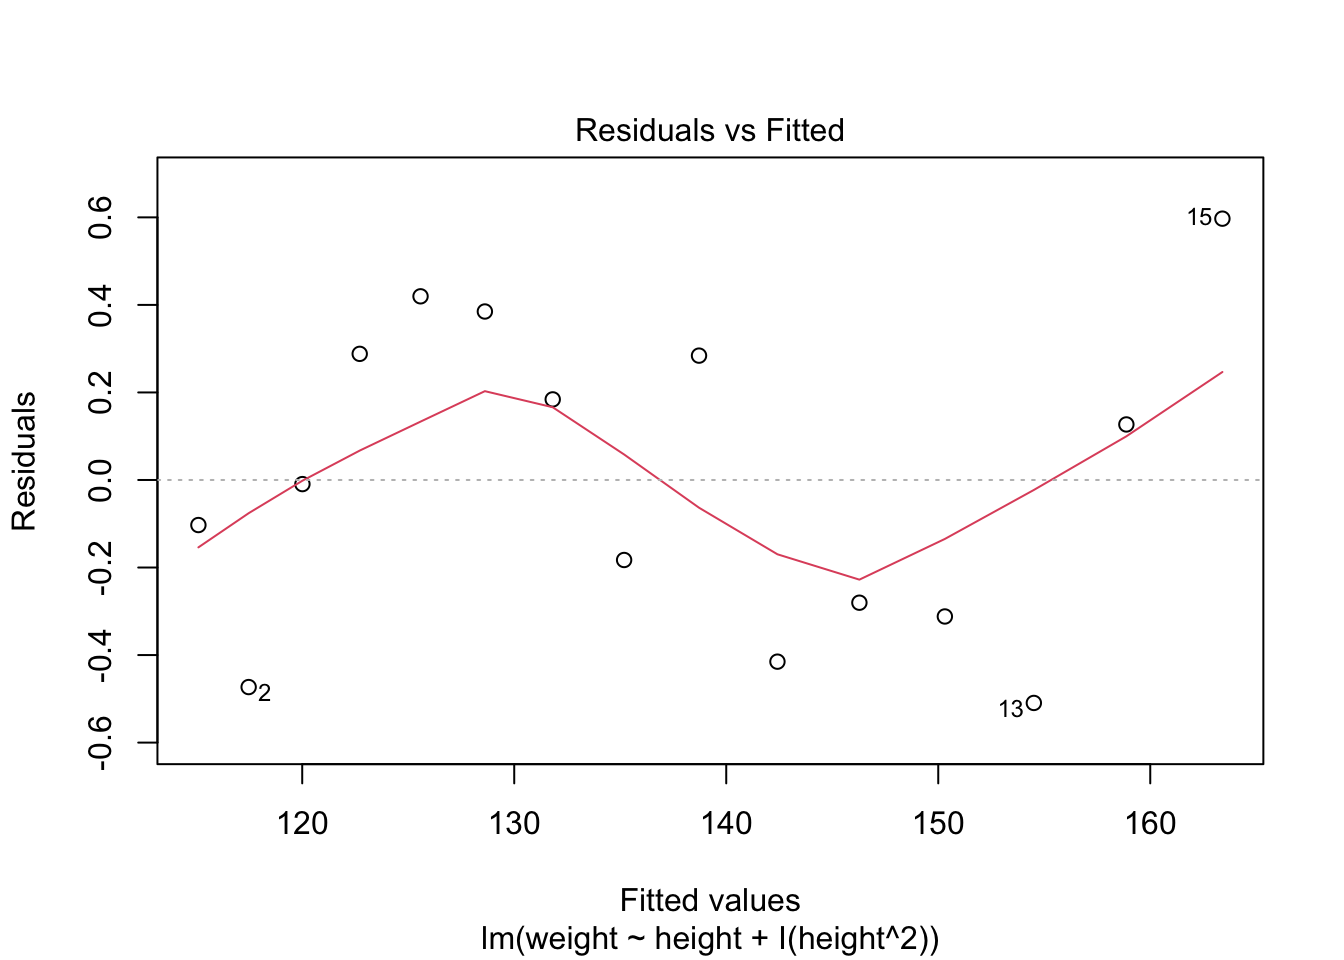 Residuals vs Fitted
Residuals
0.6
0.4
0.2
0.0
-0.2
-0.4
-0.6
15
2
13
120 130 140 150 160
Fitted values
lm(weight ~ height + I(height^2))